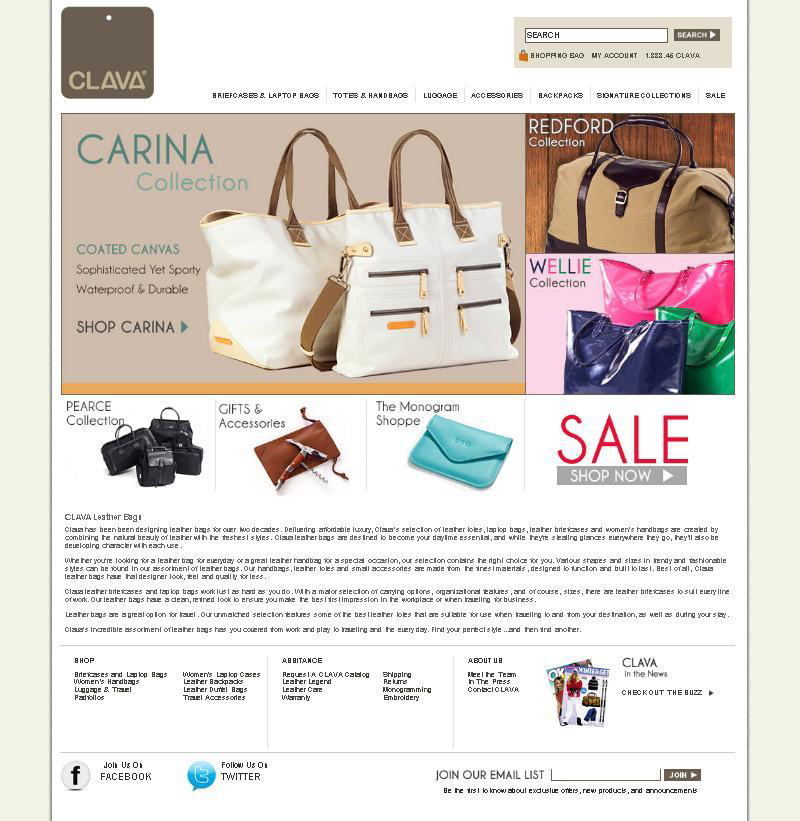 CLAVA
SEARCH
SEARCH
SHOPPING BAG MY ACCOUNT 1.888.46 CLAVA
BRIEFCASES & LAPTOP BAGS TOTES & HANDBAGS LUGGAGE ACCESSORIES BACKPACKS SIGNATURE COLLECTIONS SALE
CARINA
Collection
COATED CANVAS
Sophisticated Yet Sporty
Waterproof & Durable
SHOP CARINA
REDFORD
Collection
WELLIE
Collection
PEARCE
Collection
GIFTS &
Accessories
The Monogram
Shoppe
SALE
SHOP NOW
CLAVA Leather Bags
Clava has been been designing leather bags for over two decades. Delivering affordable luxury, Clava's selection of leather totes, laptop bags, leather briefcases and women's handbags are created by
combining the natural beauty of leather with the freshest styles. Clava leather bags are destined to become your daytime essential, and while they're stealing glances everywhere they go, they'll also be
developing character with each use.
Whether you're looking for a leather bag for everyday or a great leather handbag for a special occasion, our selection contains the right choice for you. Various shapes and sizes in trendy and fashionable
styles can be found in our assortment of leather bags. Our handbags, leather totes and small accessories are made from the finest materials, designed to function and built to last. Best of all, Clava
leather bags have that designer look, feel and quality for less.
Clava leather briefcases and laptop bags work just as hard as you do. With a major selection of carrying options, organizational features, and of course, sizes, there are leather briefcases to suit every line
of work. Our leather bags have a clean, refined look to ensure you make the best first impression in the workplace or when traveling for business.
Leather bags are a great option for travel. Our unmatched selection features some of the best leather totes that are suitable for use when traveling to and from your destination, as well as during your stay.
Clava's incredible assortment of leather bags has you covered from work and play to traveling and the every day. Find your perfect style...and then find another.
SHOP
Briefcases and Laptop Bags
Women's Handbags
Luggage & Travel
Padfolios
Women's Laptop Cases
Leather Backpacks
Leather Duffel Bags
Travel Accessories
ASSISTANCE
Request A CLAVA Catalog
Leather Legend
Leather Care
Warranty
Shipping
Returns
Monogramming
Embroidery
ABOUT US
Meet the Team
In The Press
Contact CLAVA
WINTER GET
CLAVA
in the News
CHECK OUT THE BUZZ
Join Us On
FACEBOOK
Follow Us On
TWITTER
JOIN OUR EMAIL LIST
JOIN
Be the first to know about exclusive offers, new products, and announcements